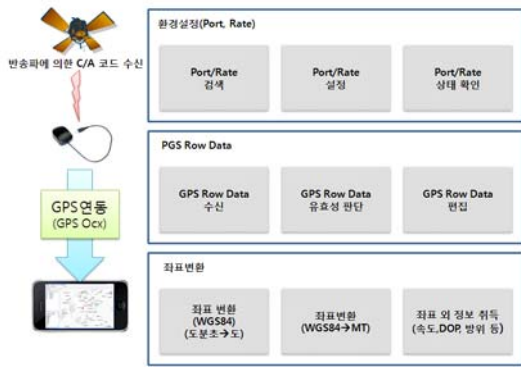 반송파에 의한 C/A 코드 수신
GPS연동
(GPS Ocx)
환경설정(Port, Rate)
Port/Rate
검색
Port/Rate
설정
Port/Rate
상태 확인
PGS Row Data
GPS Row Data
수신
GPS Row Data
유효성 판단
GPS Row Data
편집
좌표변환
좌표 변환
(WGS84)
(도분초→도)
좌표변환
(WGS84→MT)
좌표 외 정보 취득
(속도,DOP, 방위 등)